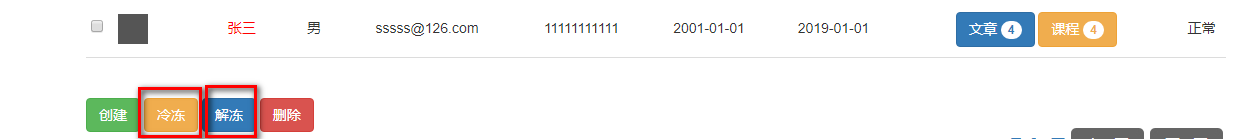 张三 男 sssss@126.com 11111111111 2001-01-01 2019-01-01 文章 4 课程 4 正常
创建 冷冻 解冻 删除